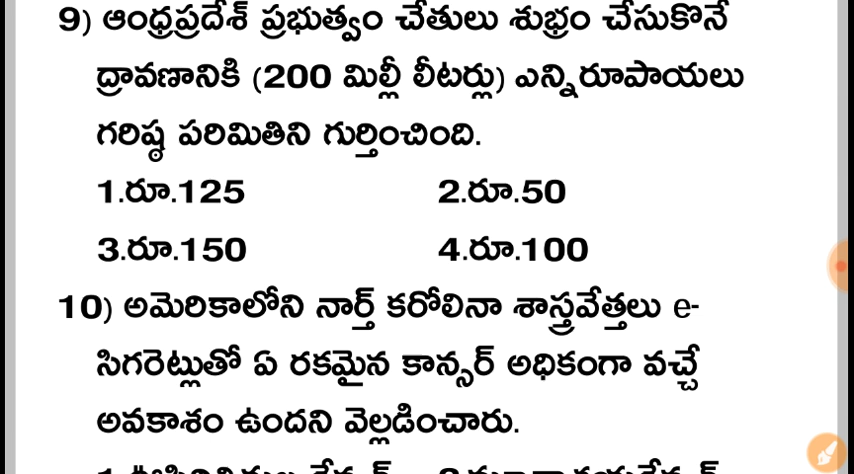 9) ఆంధ్రప్రదేశ్ ప్రభుత్వం చేతులు శుభ్రం చేసుకొనే
ద్రావణానికి (200 మిల్లీ లీటర్లు) ఎన్నిరూపాయలు
గరిష్ఠ పరిమితిని గుర్తించింది.
1.రూ.125 2.రూ.50
3.రూ.150 4.రూ.100
10) అమెరికాలోని నార్త్ కరోలినా శాస్త్రవేత్తలు e-
సిగరెట్లుతో ఏ రకమైన కాన్సర్ అధికంగా వచ్చే
అవకాశం ఉందని వెల్లడించారు.